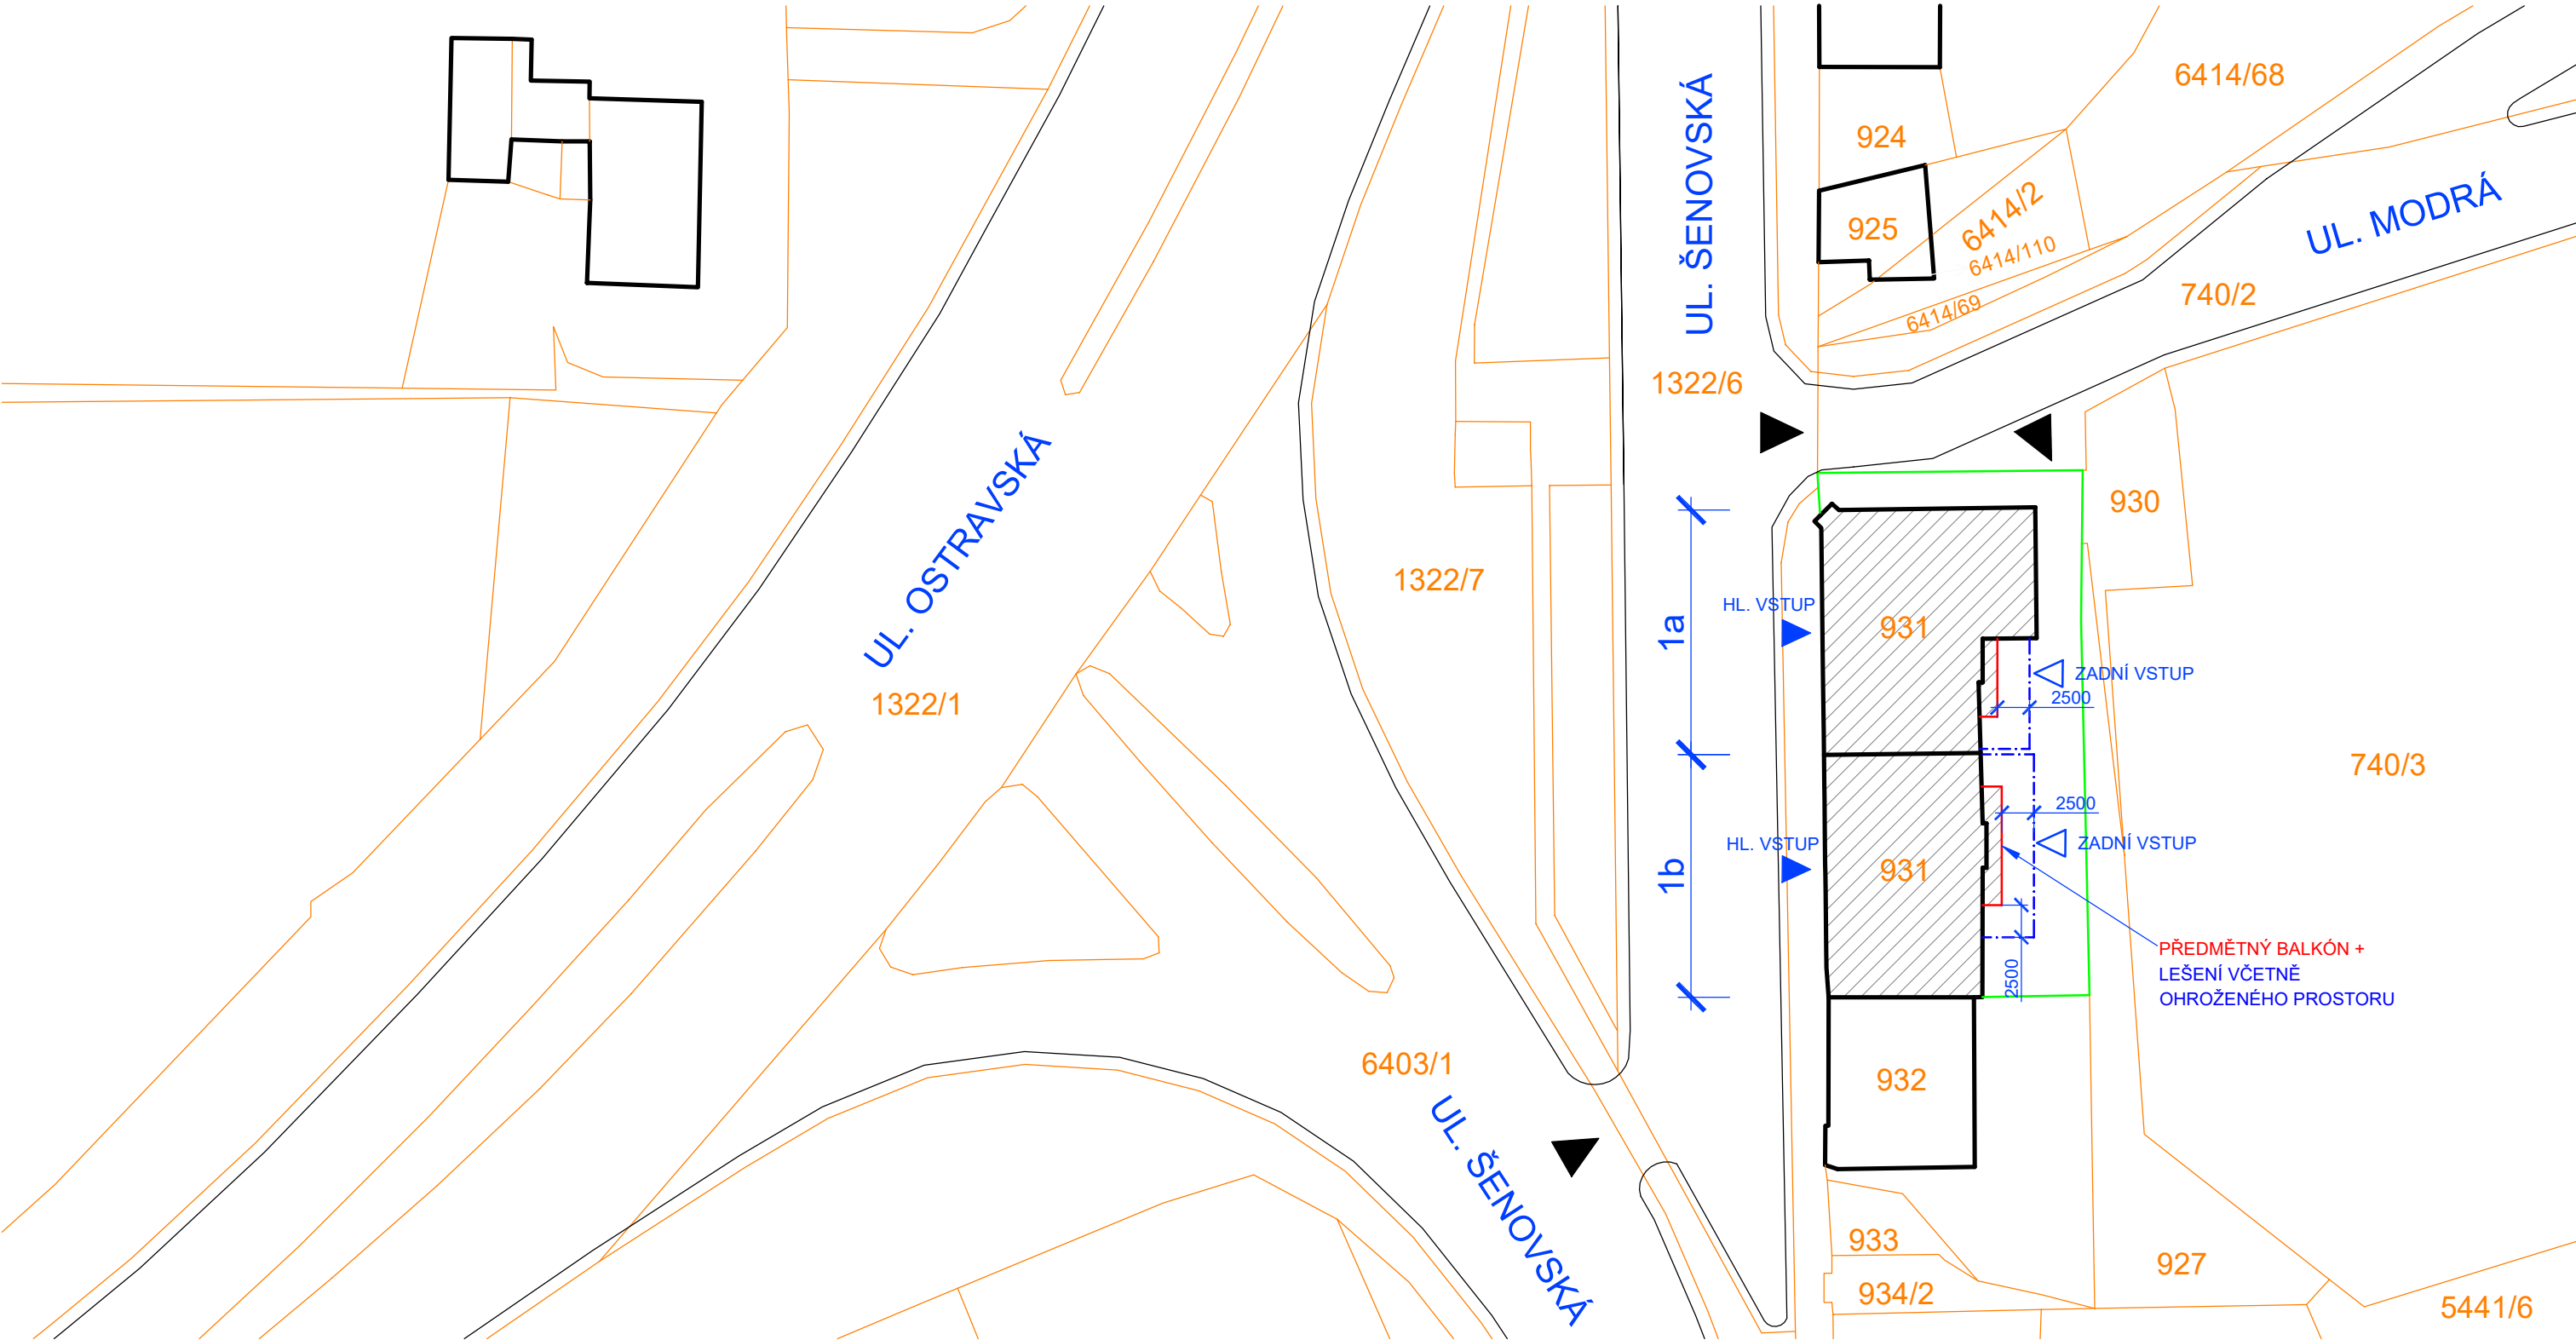 6414/68
924
UL. ŠENOVSKÁ
6414/2
925
UL. MODRÁ
6414/110
740/2
6414/69
1322/6
UL. OSTRAVSKÁ
930
1322/7
HL. VSTUP
1a
931
ZADNÍ VSTUP
2500
1322/1
740/3
2500
HL. VSTUP
ZADNÍ VSTUP
1b
931
PŘEDMĚTNÝ BALKÓN +
LEŠENÍ VČETNĚ
OHROŽENÉHO PROSTORU
2500
6403/1
932
UL. ŠENOVSKÁ
933
927
934/2
5441/6